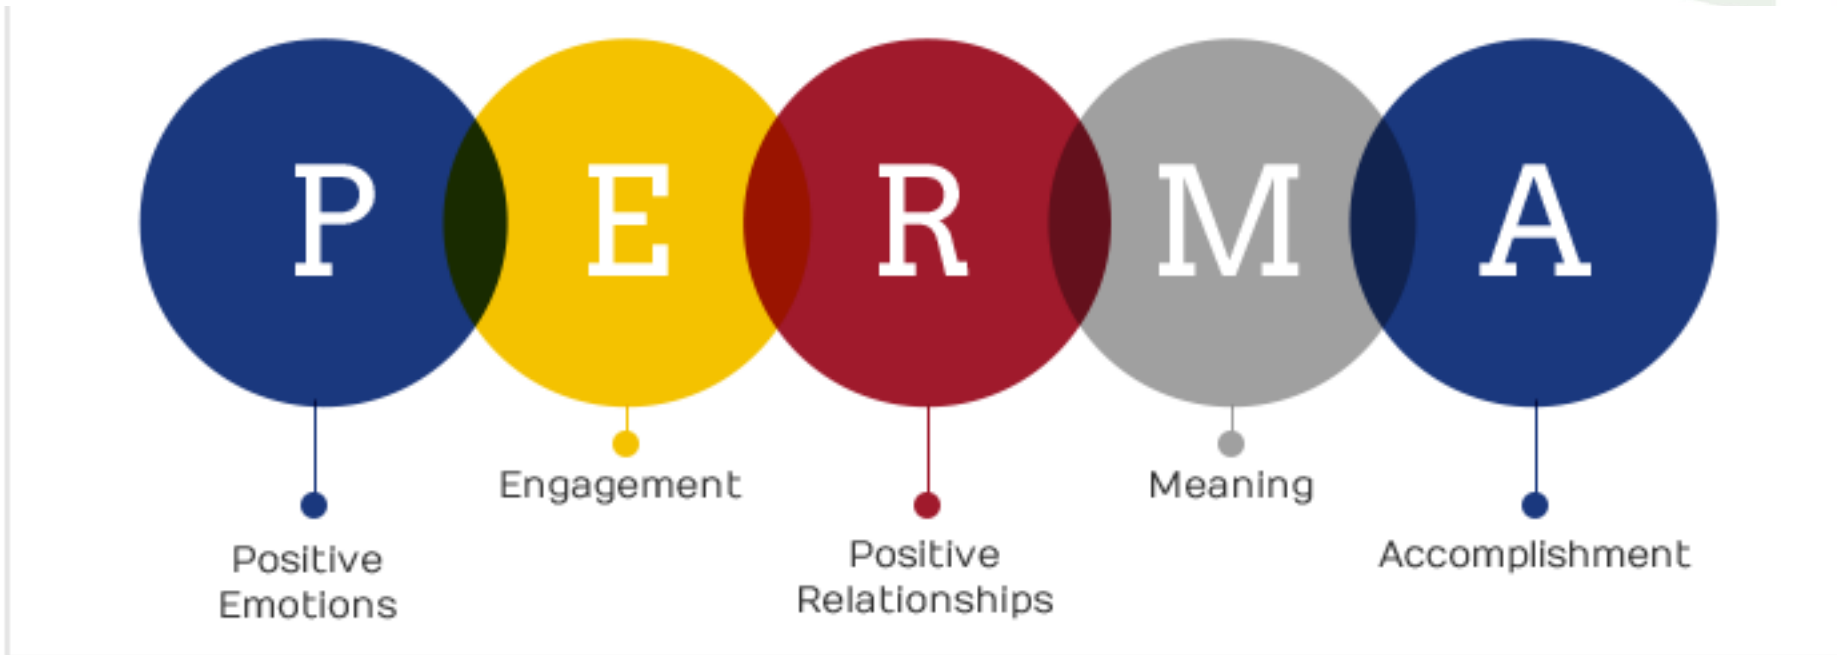 P E R M A
Engagement
Meaning
Positive
Emotions
Positive
Relationships
Accomplishment